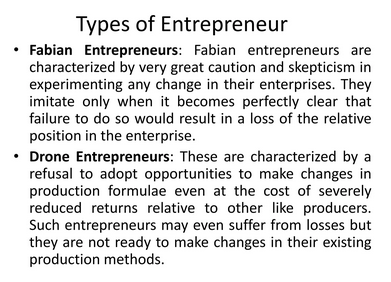 Types of Entrepreneur
• Fabian Entrepreneurs: Fabian entrepreneurs are
characterized by very great caution and skepticism in
experimenting any change in their enterprises. They
imitate only when it becomes perfectly clear that
failure to do so would result in a loss of the relative
position in the enterprise.
• Drone Entrepreneurs: These are characterized by a
refusal to adopt opportunities to make changes in
production formulae even at the cost of severely
reduced returns relative to other like producers.
Such entrepreneurs may even suffer from losses but
they are not ready to make changes in their existing
production methods.